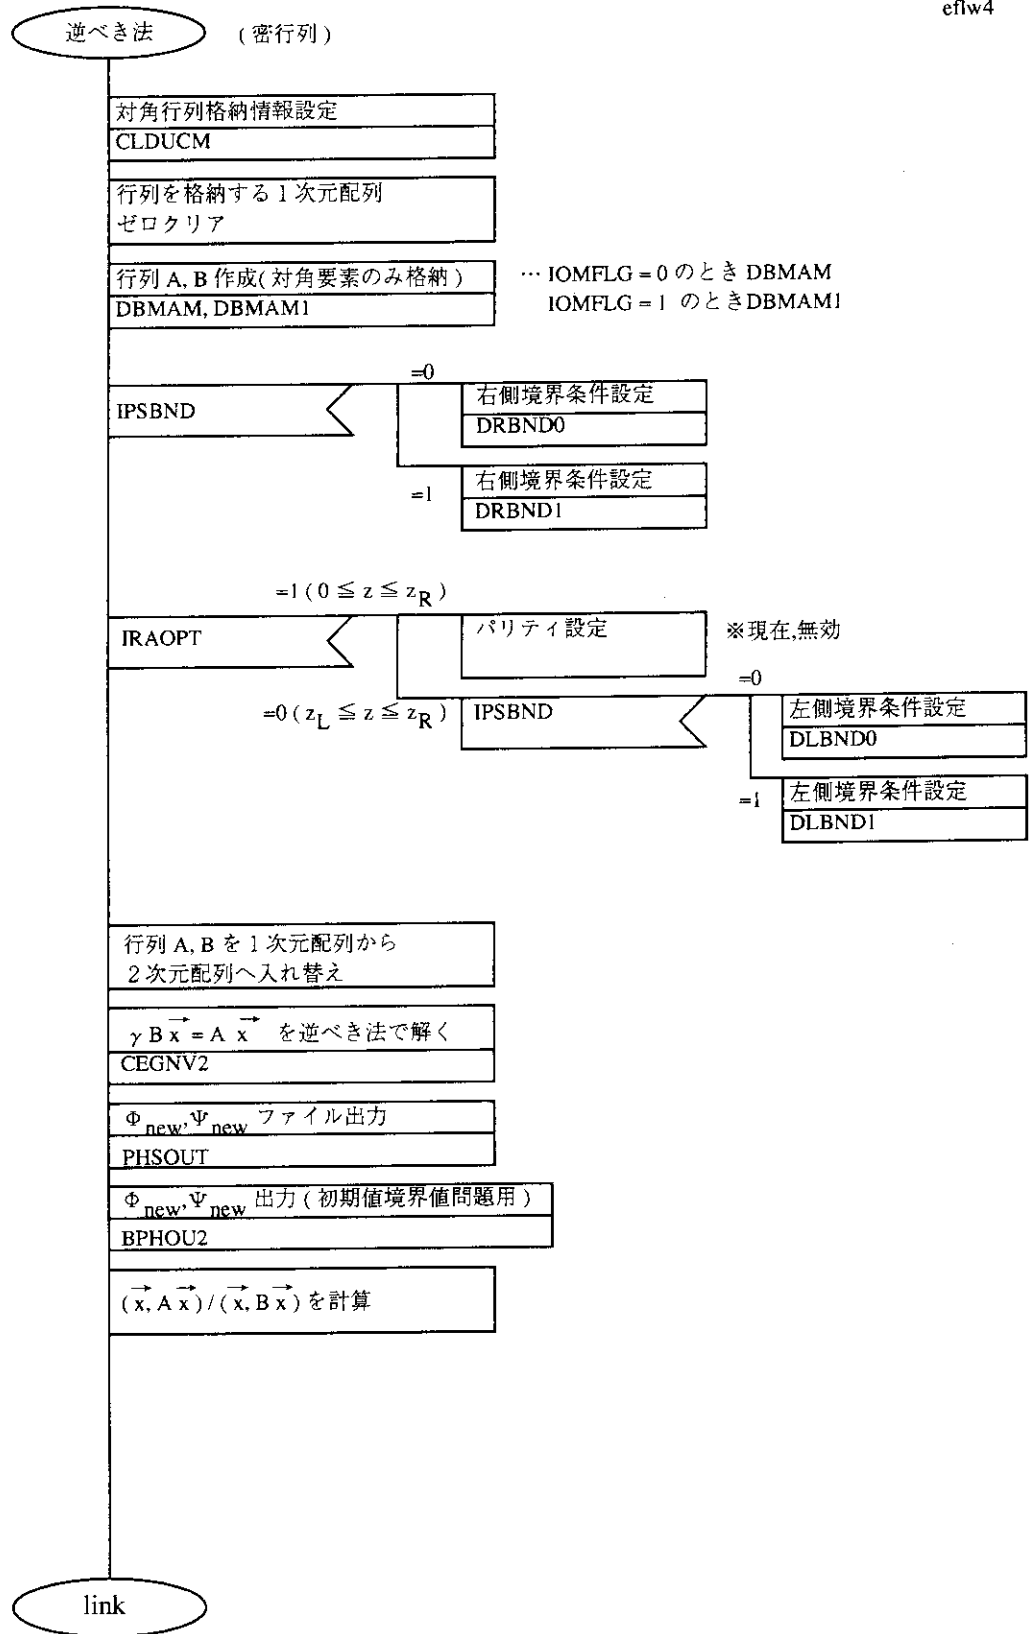 eflw4
逆べき法 (密行列)
対角行列格納情報設定
CLDUCM
行列を格納する1次元配列
ゼロクリア
行列 A, B 作成(対角要素のみ格納) … IOMFLG = 0 のとき DBMAM
DBMAM, DBMAM1 IOMFLG = 1 のときDBMAM1
=0
IPSBND 右側境界条件設定
DRBND0
=1 右側境界条件設定
DRBND1
=1 ( 0 ≦ z ≦ z_R )
IRAOPT パリティ設定 ※現在,無効
=0
=0 ( z_L ≦ z ≦ z_R ) IPSBND 左側境界条件設定
DLBND0
=1 左側境界条件設定
DLBND1
行列 A, B を1次元配列から
2次元配列へ入れ替え
γ B x⃗ = A x⃗ を逆べき法で解く
CEGNV2
Φ_new,Ψ_new ファイル出力
PHSOUT
Φ_new,Ψ_new 出力 ( 初期値境界値問題用 )
BPHOU2
(x⃗, A x⃗) / (x⃗, B x⃗) を計算
link